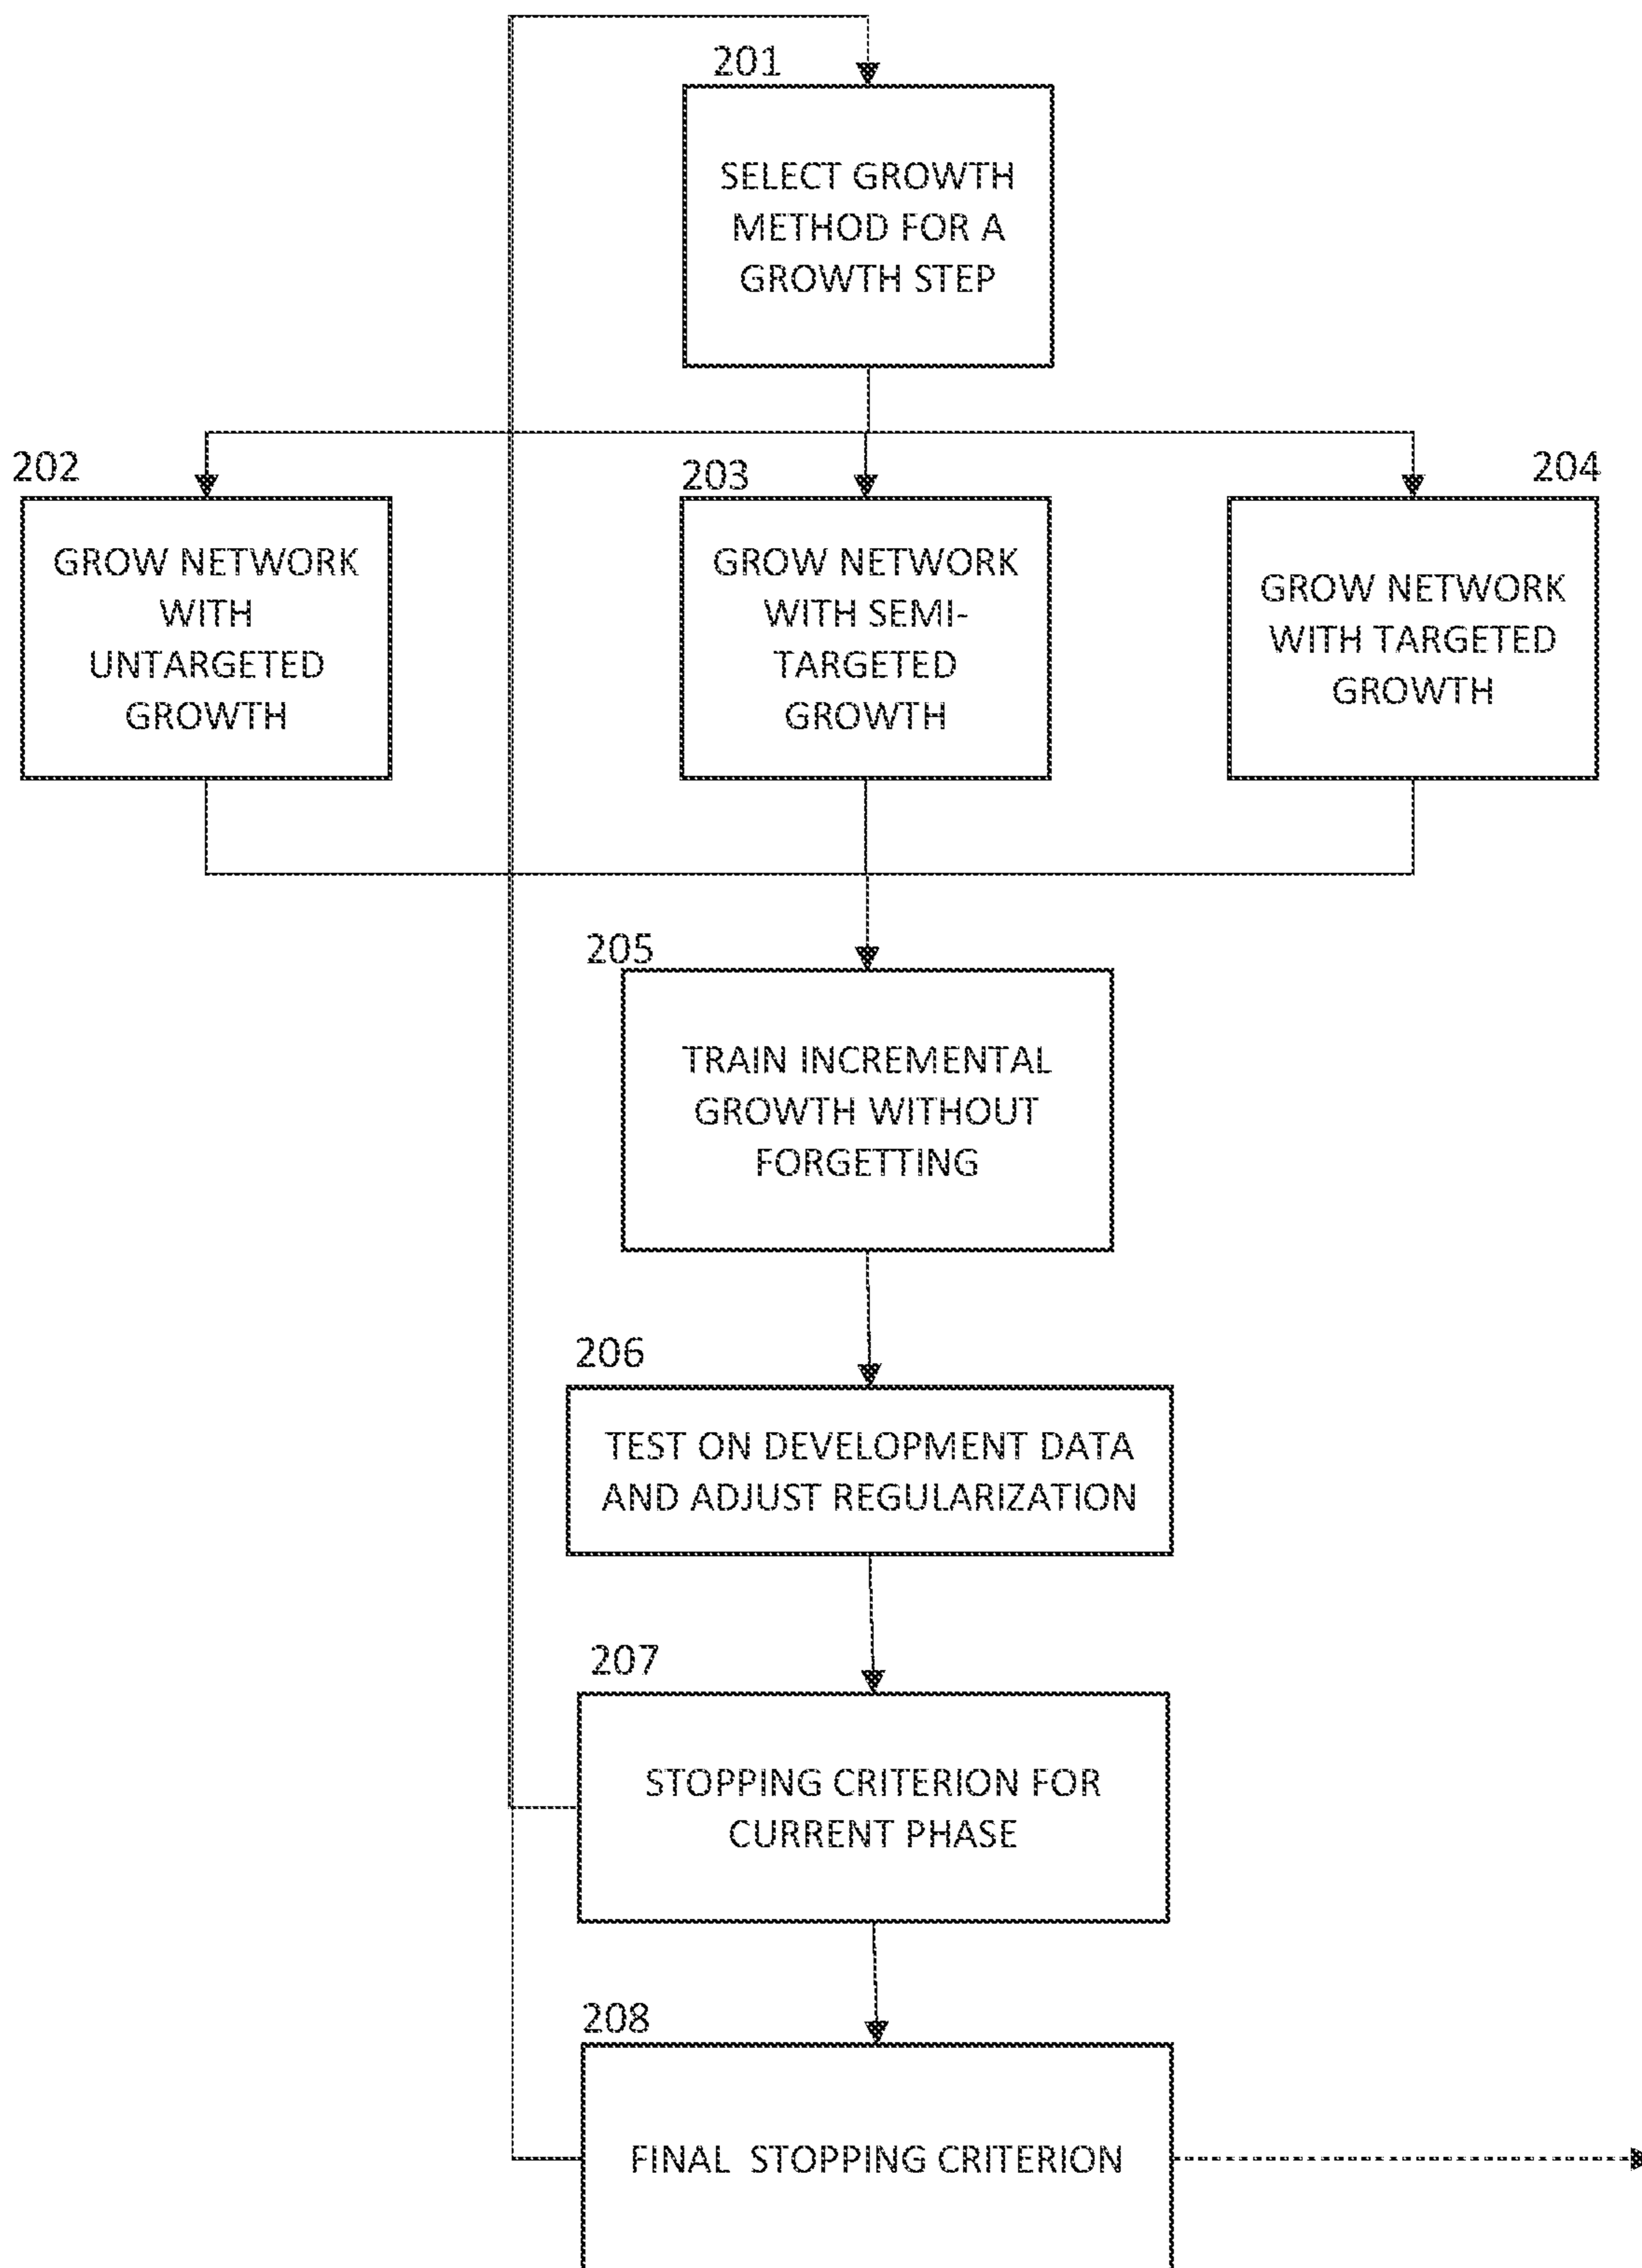 201
SELECT GROWTH
METHOD FOR A
GROWTH STEP
202
GROW NETWORK
WITH
UNTARGETED
GROWTH
203
GROW NETWORK
WITH SEMI-
TARGETED
GROWTH
204
GROW NETWORK
WITH TARGETED
GROWTH
205
TRAIN INCREMENTAL
GROWTH WITHOUT
FORGETTING
206
TEST ON DEVELOPMENT DATA
AND ADJUST REGULARIZATION
207
STOPPING CRITERION FOR
CURRENT PHASE
208
FINAL STOPPING CRITERION